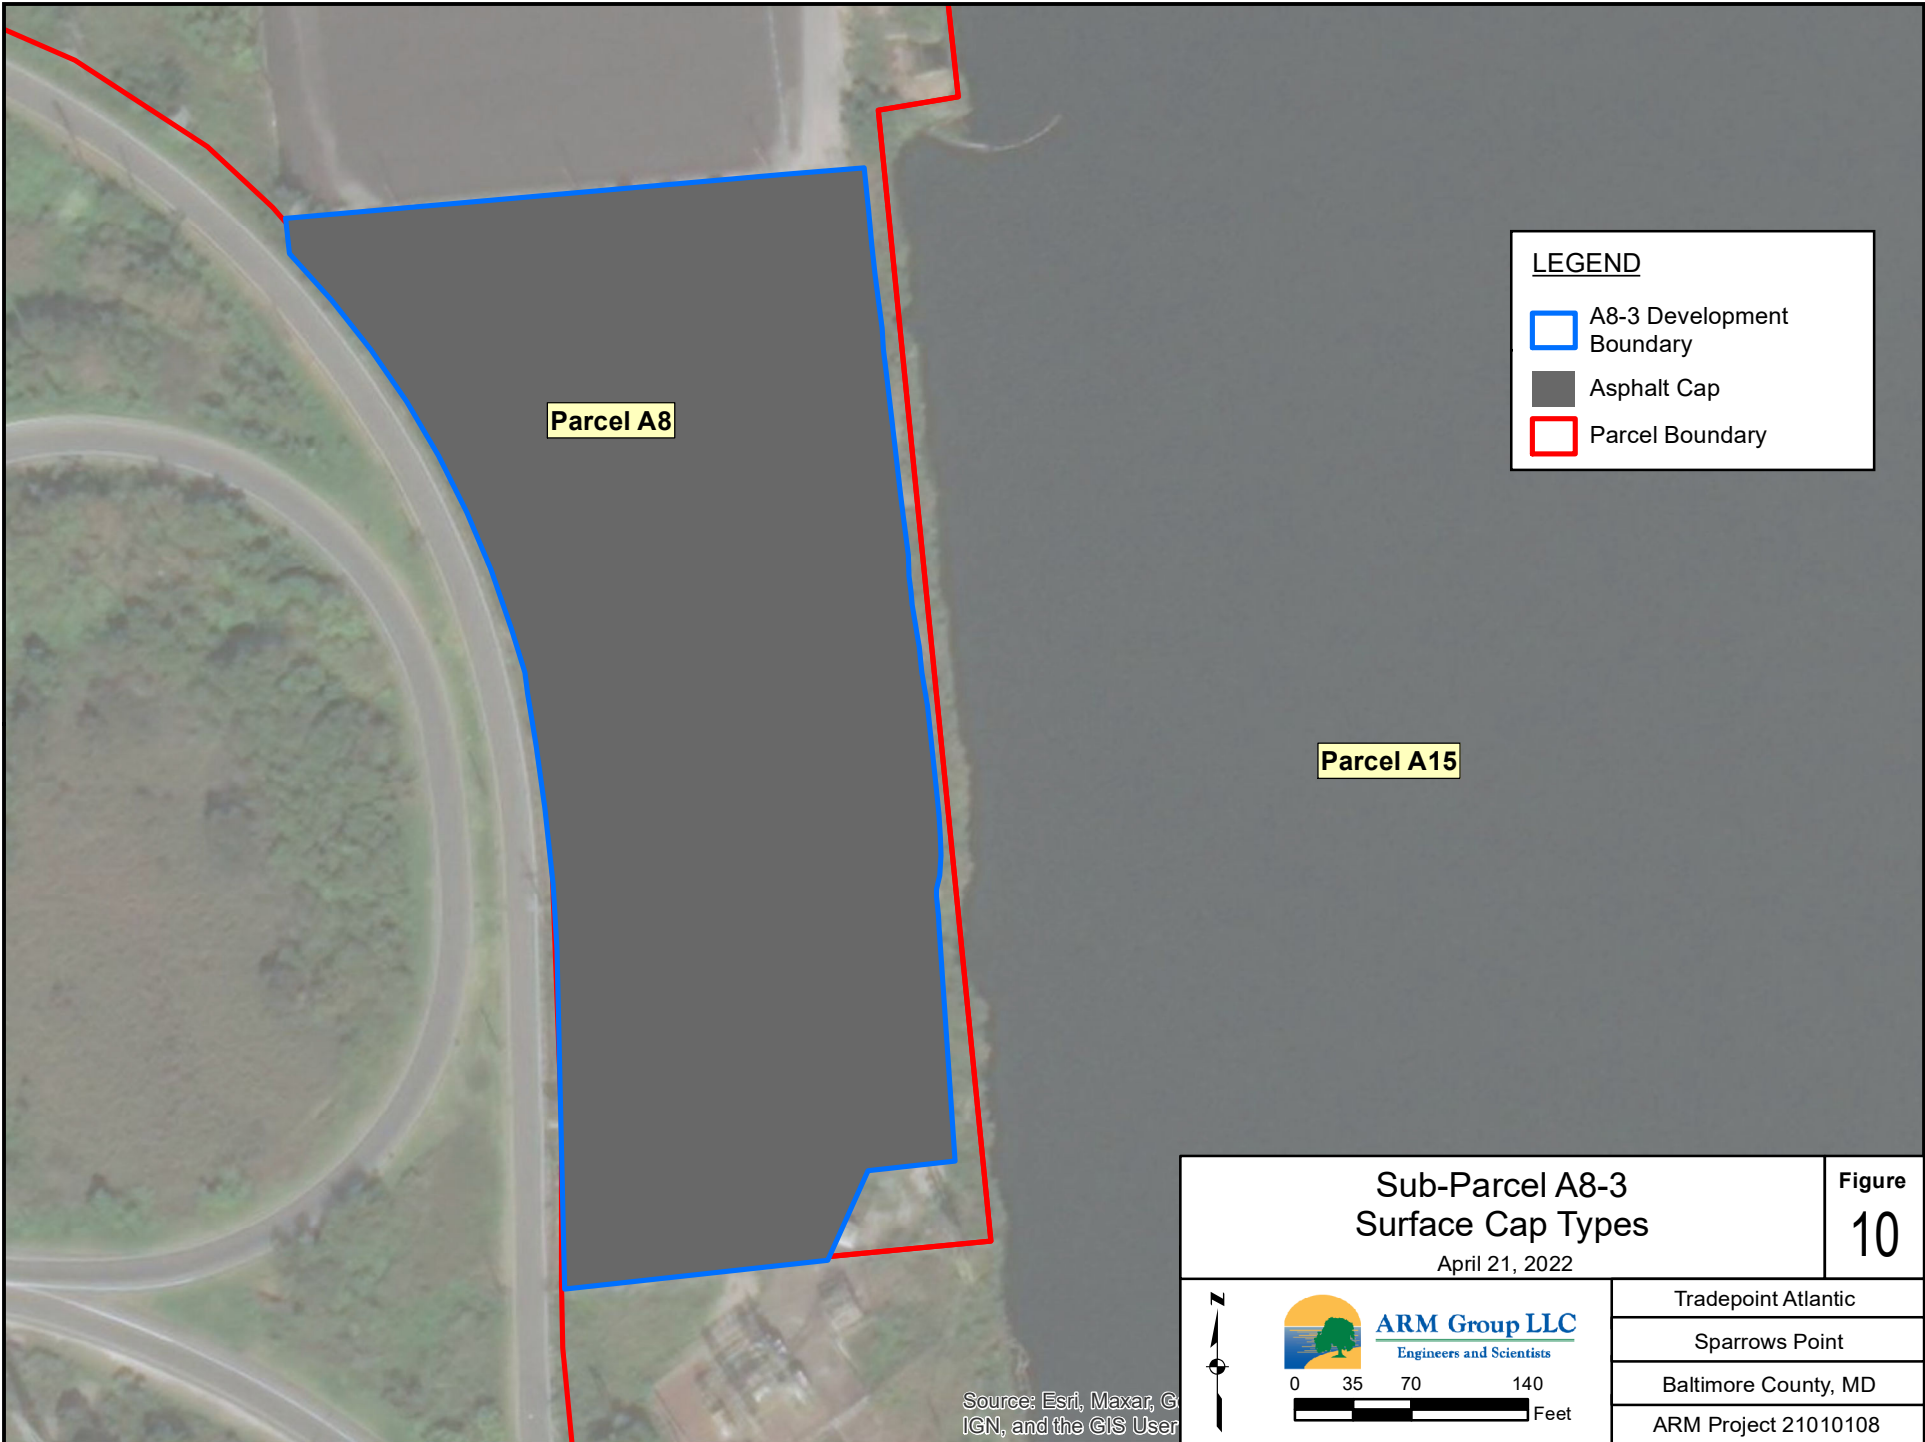 LEGEND
A8-3 Development
Boundary
Asphalt Cap
Parcel Boundary
Parcel A8
Parcel A15
Sub-Parcel A8-3
Surface Cap Types
April 21, 2022
Figure
10
N
ARM Group LLC
Engineers and Scientists
0 35 70 140
Feet
Tradepoint Atlantic
Sparrows Point
Baltimore County, MD
ARM Project 21010108
Source: Esri, Maxar, G
IGN, and the GIS User